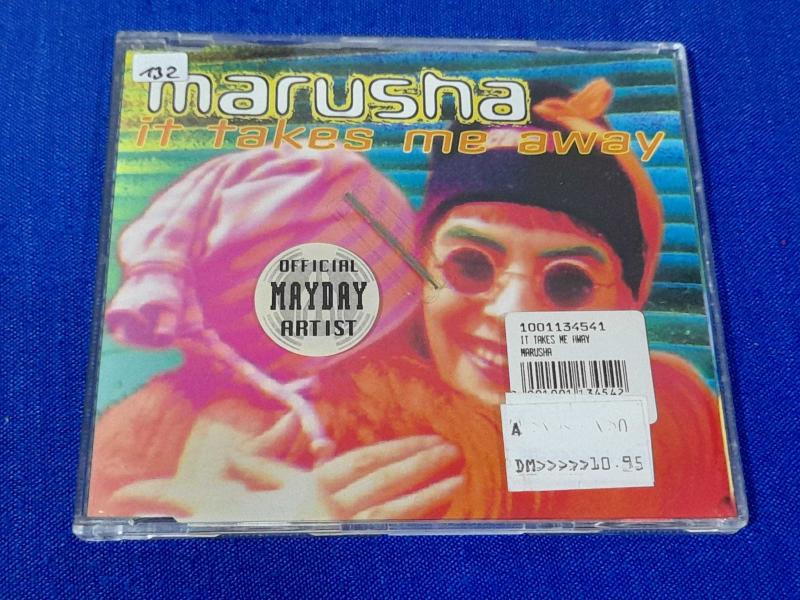 132
marusha
it takes me away
OFFICIAL
MAYDAY
ARTIST
1001134541
IT TAKES ME AWAY
MARUSHA
A
DM>>>>>10.95